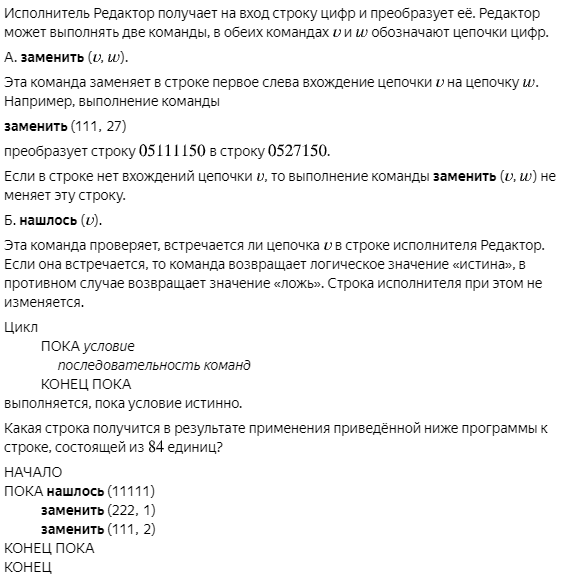 Исполнитель Редактор получает на вход строку цифр и преобразует её. Редактор
может выполнять две команды, в обеих командах v и w обозначают цепочки цифр.
А. заменить (v, w).
Эта команда заменяет в строке первое слева вхождение цепочки v на цепочку w.
Например, выполнение команды
заменить (111, 27)
преобразует строку 05111150 в строку 0527150.
Если в строке нет вхождений цепочки v, то выполнение команды заменить (v, w) не
меняет эту строку.
Б. нашлось (v).
Эта команда проверяет, встречается ли цепочка v в строке исполнителя Редактор.
Если она встречается, то команда возвращает логическое значение «истина», в
противном случае возвращает значение «ложь». Строка исполнителя при этом не
изменяется.
Цикл
ПОКА условие
последовательность команд
КОНЕЦ ПОКА
выполняется, пока условие истинно.
Какая строка получится в результате применения приведённой ниже программы к
строке, состоящей из 84 единиц?
НАЧАЛО
ПОКА нашлось (11111)
заменить (222, 1)
заменить (111, 2)
КОНЕЦ ПОКА
КОНЕЦ